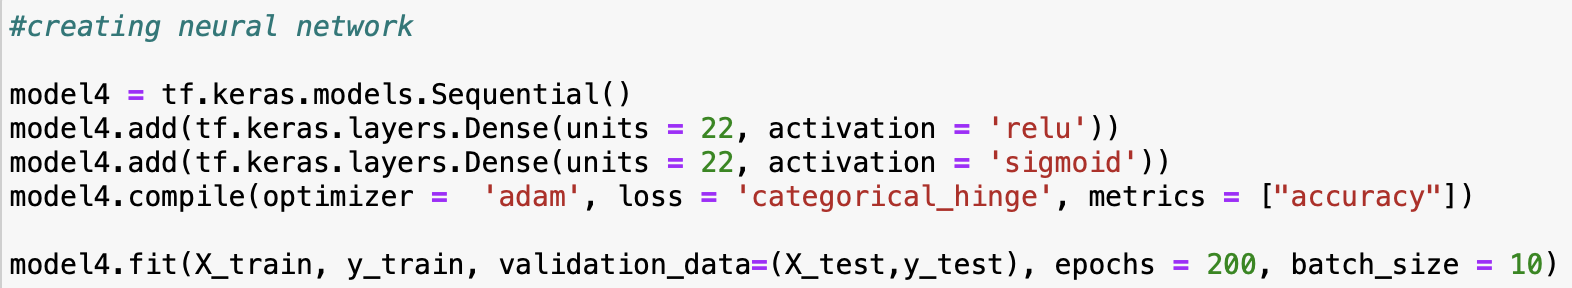 #creating neural network
model4 = tf.keras.models.Sequential()
model4.add(tf.keras.layers.Dense(units = 22, activation = 'relu'))
model4.add(tf.keras.layers.Dense(units = 22, activation = 'sigmoid'))
model4.compile(optimizer =  'adam', loss = 'categorical_hinge', metrics = ["accuracy"])
model4.fit(X_train, y_train, validation_data=(X_test,y_test), epochs = 200, batch_size = 10)